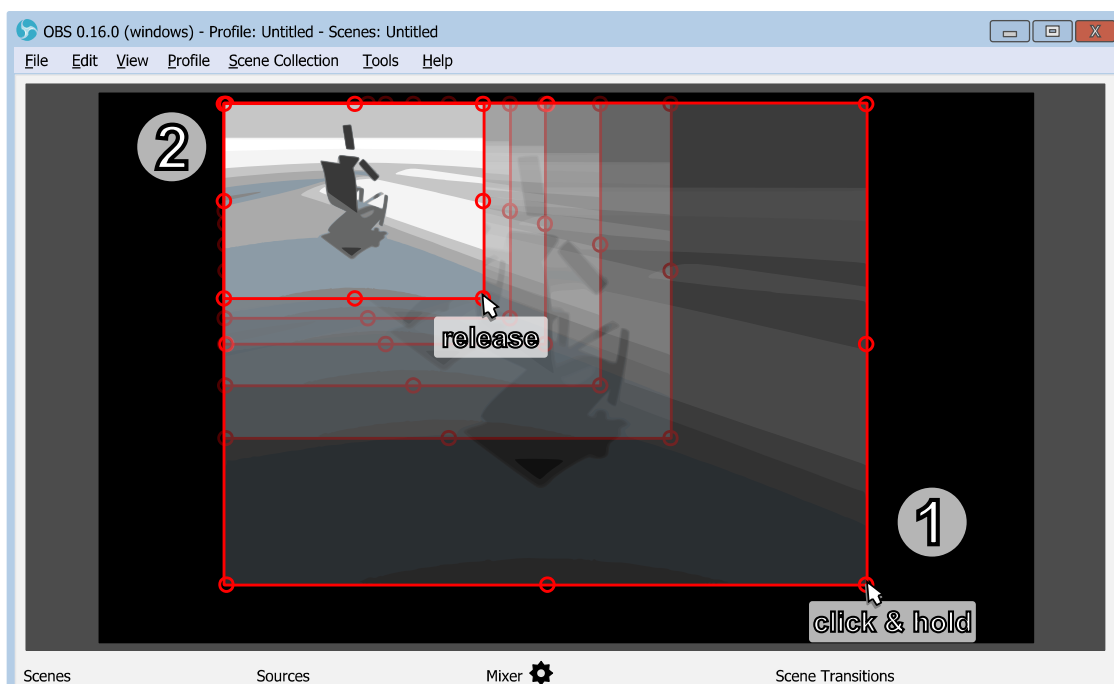 OBS 0.16.0 (windows) - Profile: Untitled - Scenes: Untitled
File Edit View Profile Scene Collection Tools Help
2
release
1
click & hold
Scenes Sources Mixer Scene Transitions